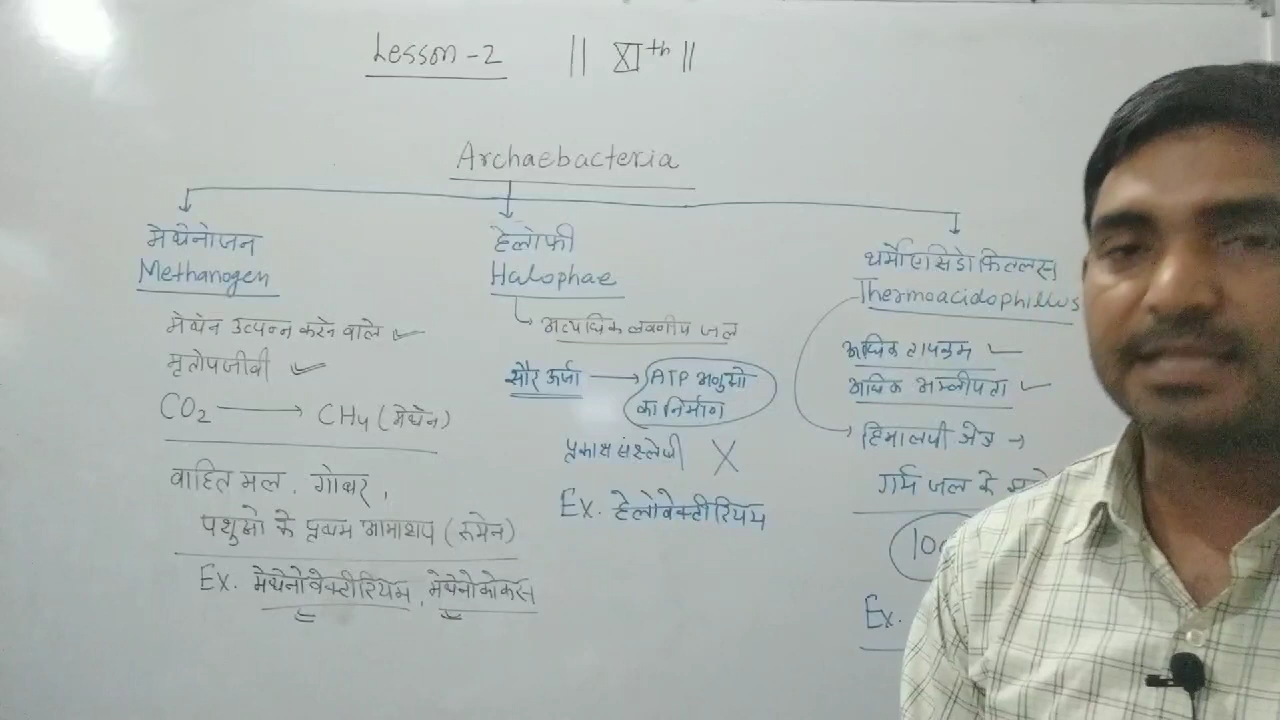 Lesson-2 || XIth ||
Archaebacteria
मेथेनोजन
Methanogen
मेथेन उत्पन्न करने वाले ✓
मृतोपजीवी ✓
CO₂ → CH₄ (मेथेन)
वाहित मल, गोबर,
पशुओ के प्रथम आमाशय (रूमेन)
Ex. मेथेनोबेक्टीरियम, मेथेनोकोकस
हेलोफी
Halophae
अत्यधिक लवणीय जल
सौर ऊर्जा → ATP अणुओ
का निर्माण
प्रकाश संश्लेषी X
Ex. हेलोबेक्टीरियम
थर्मोएसिडोफिलस
Thermoacidophillus
अधिक तापक्रम ✓
अधिक अम्लीयता ✓
हिमालयी क्षेत्र →
गर्म जल के
Ex.